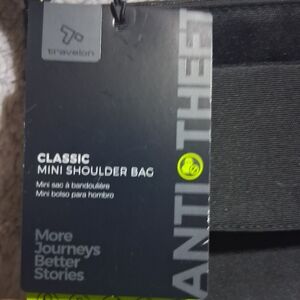 travelon
CLASSIC
MINI SHOULDER BAG
Mini sac à bandoulière
Mini bolso para hombro
More
Journeys
Better
Stories
ANTI THEFT